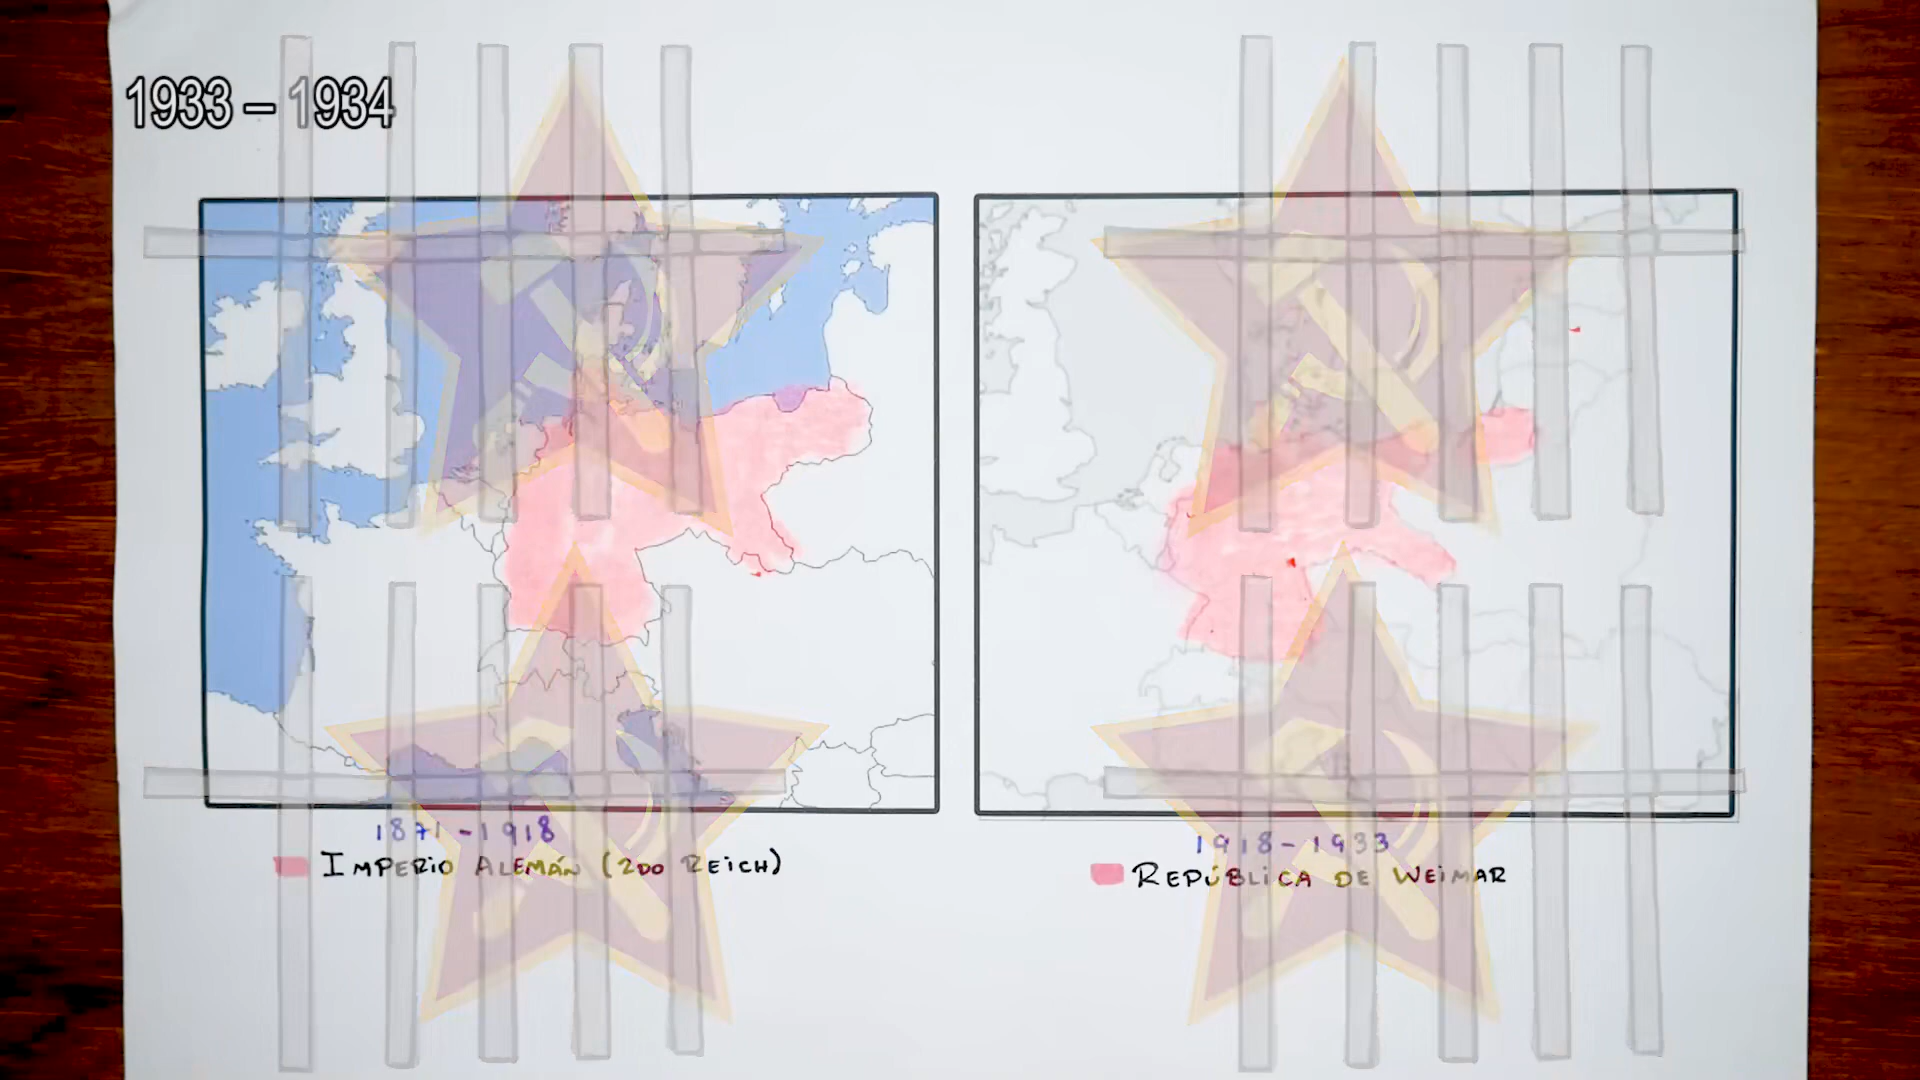 1933 – 1934
1871-1918
IMPERIO ALEMÁN (2DO REICH)
1918-1933
REPÚBLICA DE WEIMAR